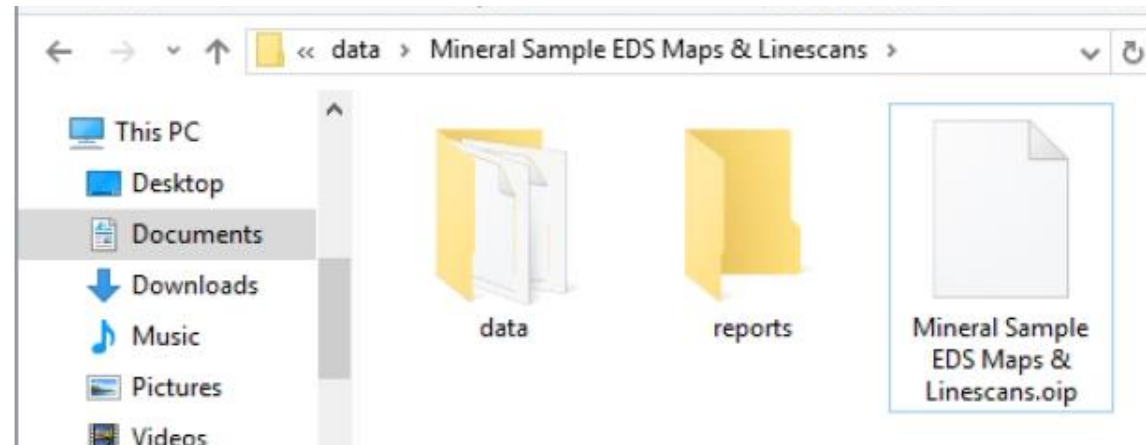 « data > Mineral Sample EDS Maps & Linescans >
This PC
Desktop
Documents
Downloads
Music
Pictures
Videos
data
reports
Mineral Sample
EDS Maps &
Linescans.oip